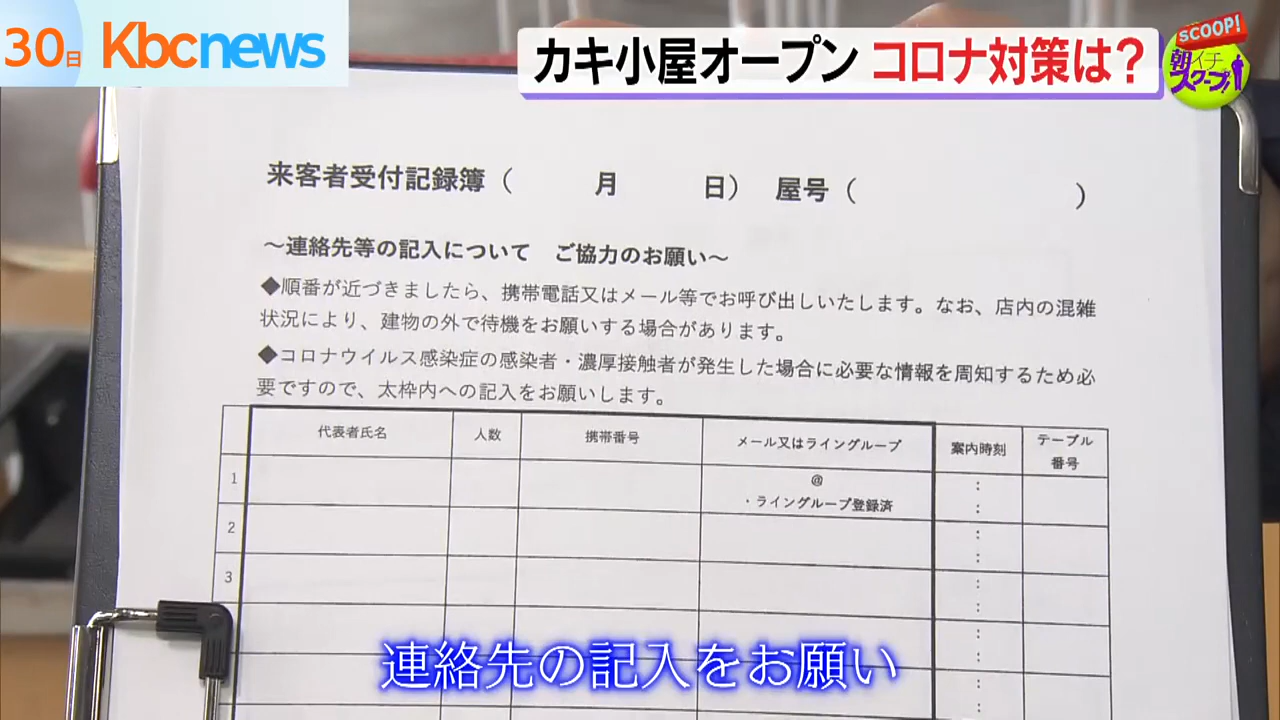 30日 Kbcnews
カキ小屋オープン コロナ対策は?
SCOOP!
朝イチ
スクープ!
来客者受付記録簿( 月 日) 屋号( )
~連絡先等の記入について ご協力のお願い~
◆順番が近づきましたら、携帯電話又はメール等でお呼び出しいたします。なお、店内の混雑
状況により、建物の外で待機をお願いする場合があります。
◆コロナウイルス感染症の感染者・濃厚接触者が発生した場合に必要な情報を周知するため必
要ですので、太枠内への記入をお願いします。
代表者氏名 人数 携帯番号 メール又はライングループ 案内時刻 テーブル
番号
1 @ :
・ライングループ登録済 :
2 :
:
3 :
:
:
:
:
連絡先の記入をお願い